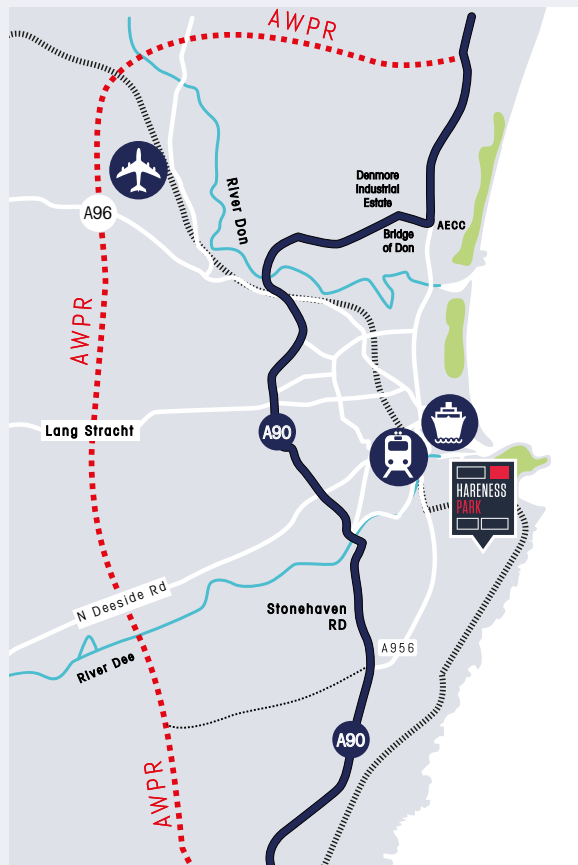 AWPR
A96
River Don
Denmore
Industrial
Estate
AECC
Bridge
of Don
AWPR
Lang Stracht
A90
HARENESS
PARK
N Deeside Rd
Stonehaven
RD
A956
River Dee
A90
AWPR